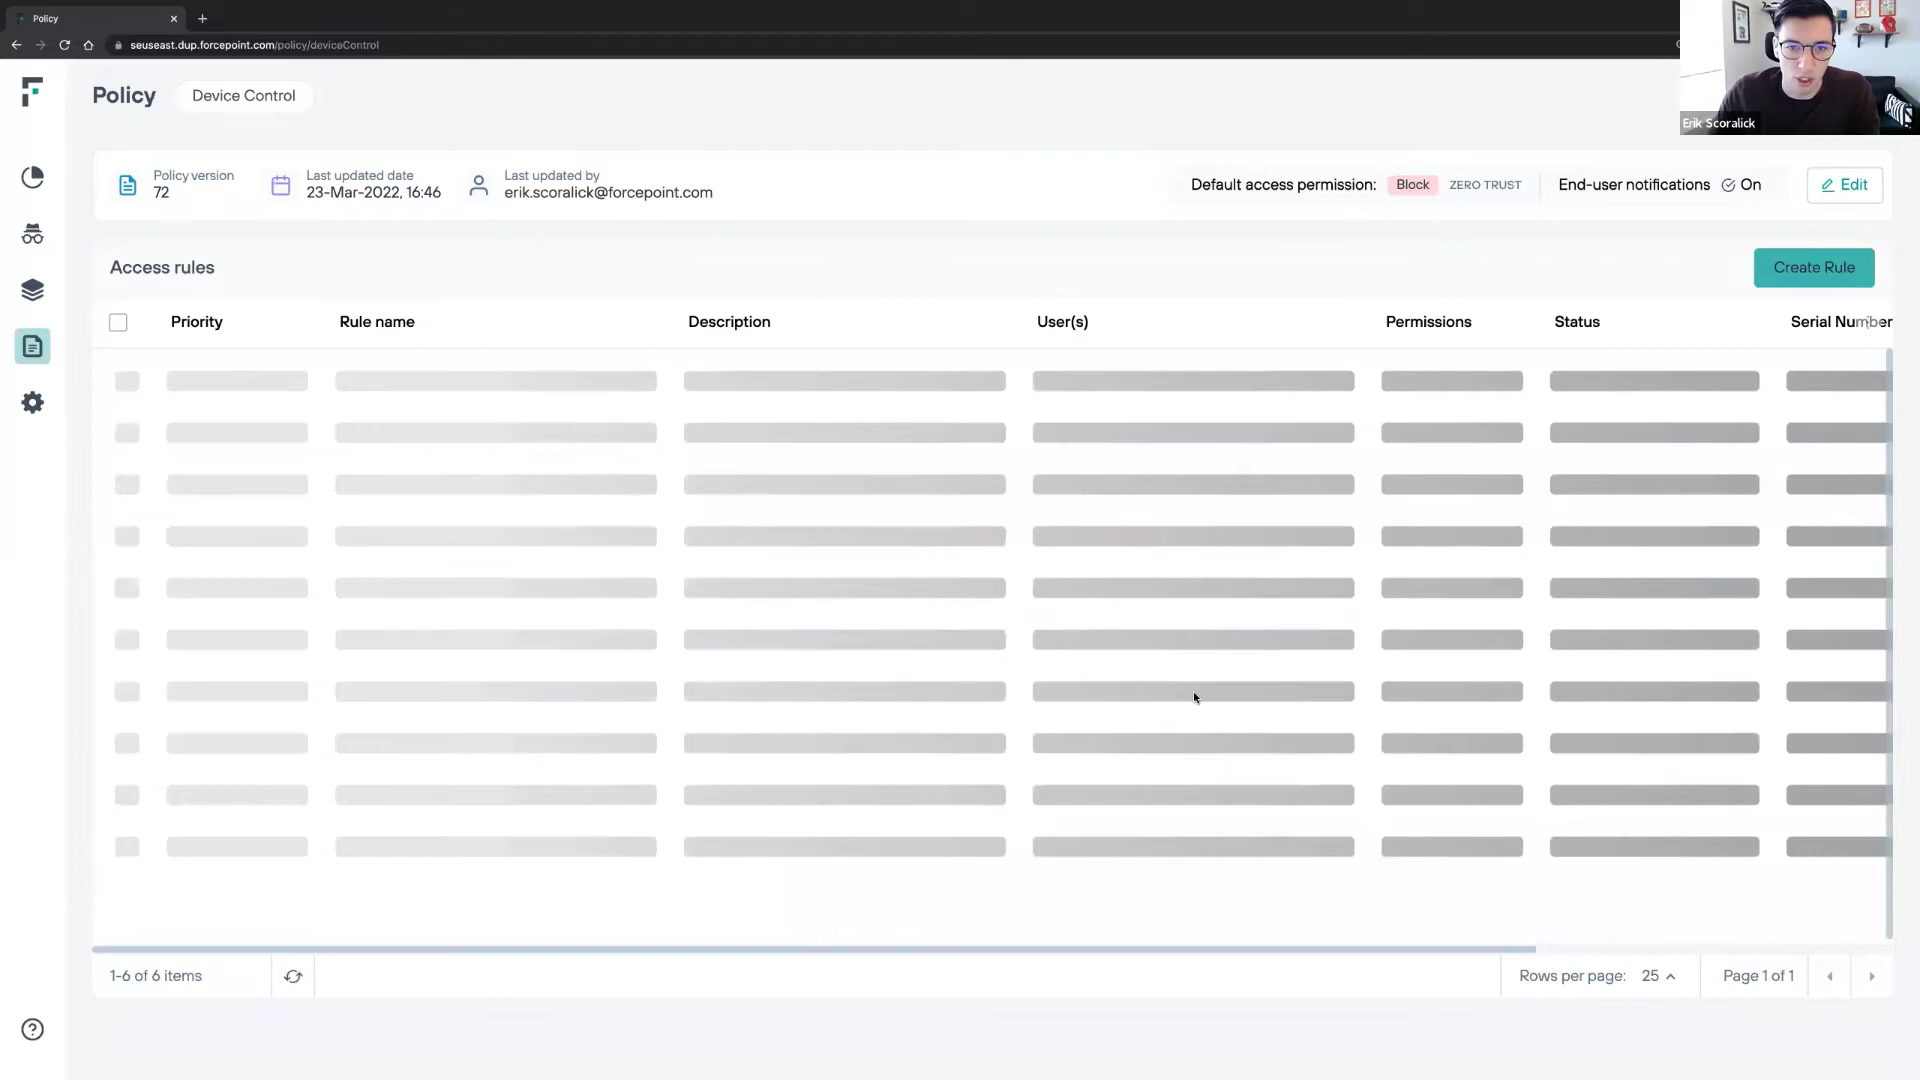 Policy
seuseast.dup.forcepoint.com/policy/deviceControl
Erik Scoralick
Policy
Device Control
Policy version
72
Last updated date
23-Mar-2022, 16:46
Last updated by
erik.scoralick@forcepoint.com
Default access permission: Block ZERO TRUST
End-user notifications On
Edit
Access rules
Create Rule
Priority Rule name Description User(s) Permissions Status Serial Number
1-6 of 6 items
Rows per page: 25
Page 1 of 1